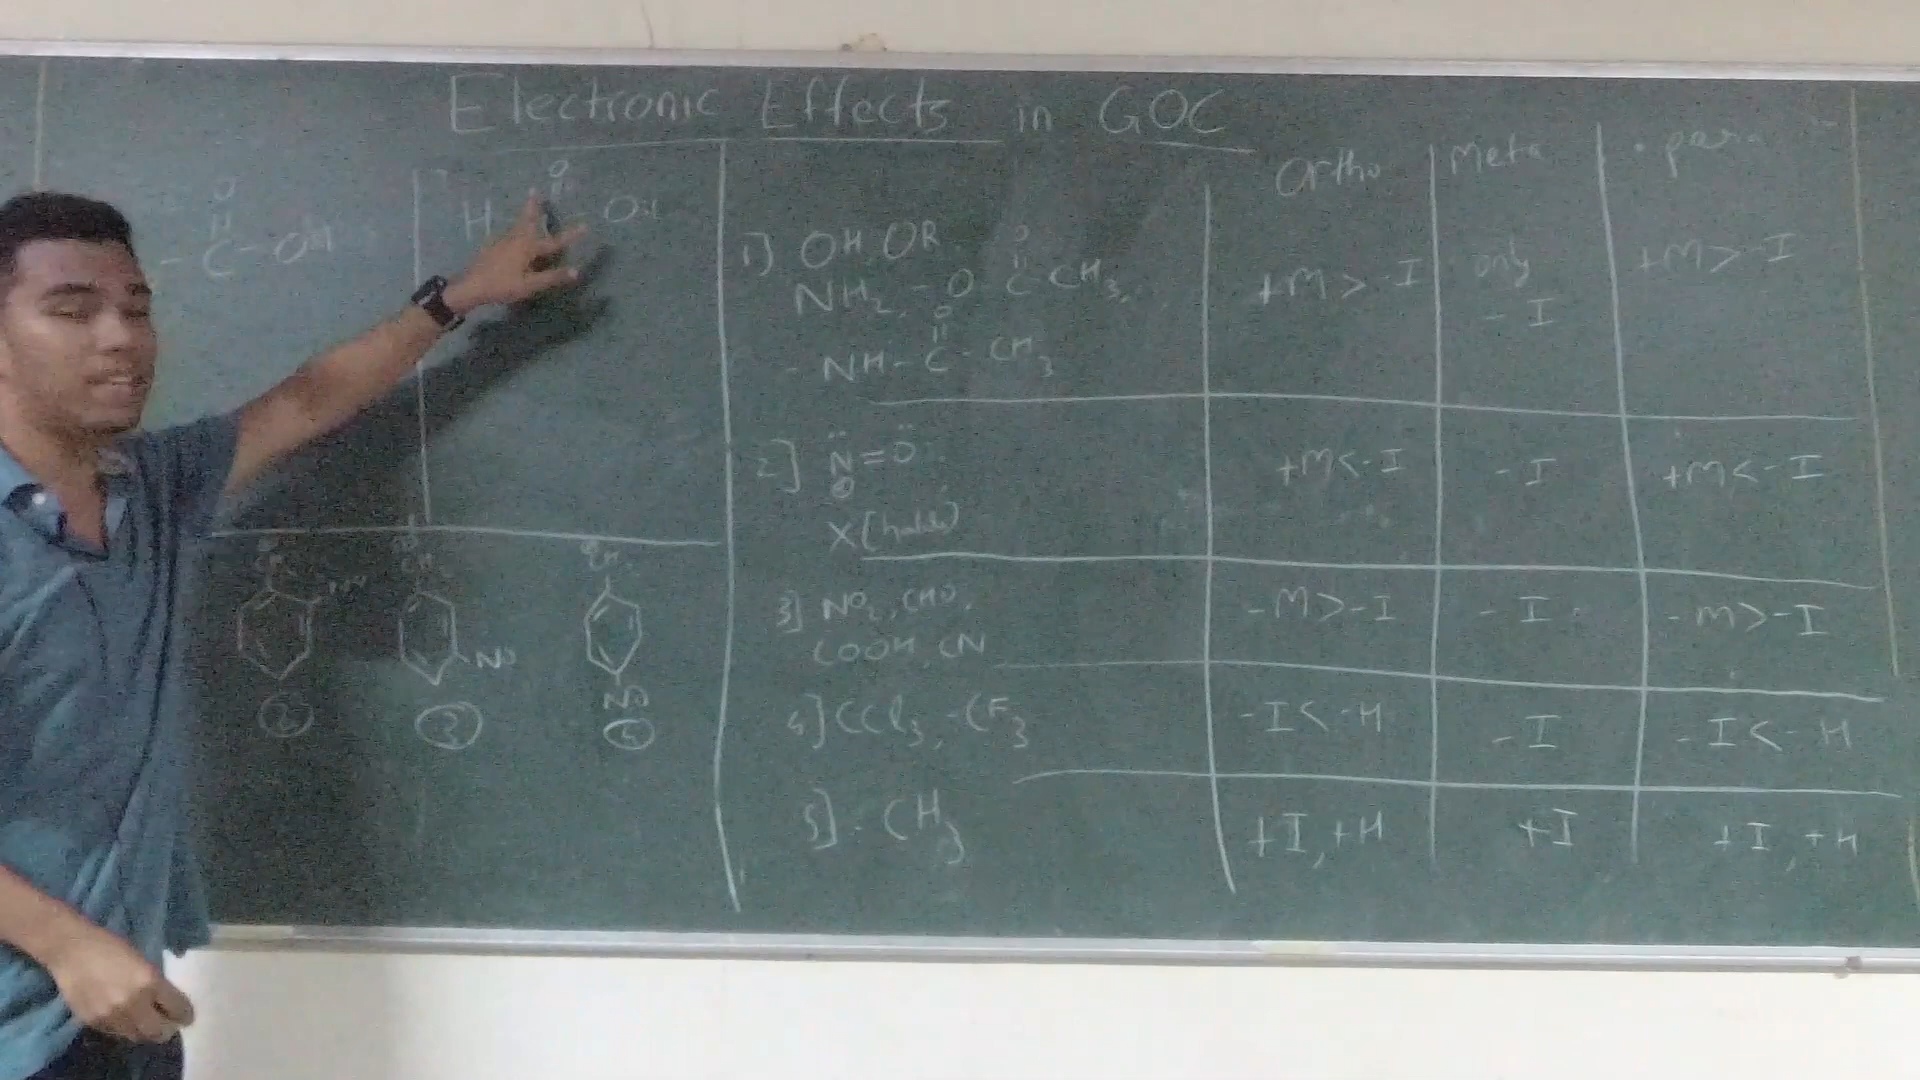 Electronic Effects in GOC
O
||
- C - OH
O
||
H - C - OH
Ortho Meta para
1] OH, OR
NH2, - O - C - CH3,
O
||
- NH - C - CH3
O
||
+M > -I only - I +M > -I
2] N=O
X (halide)
+M < -I - I +M < -I
3] NO2, CHO,
COOH, CN
- M > - I - I - M > - I
4] CCl3, -CF3
- I < - H - I - I < - H
5] - CH3
+I, +H +I +I, +H
NO
NO
2 3